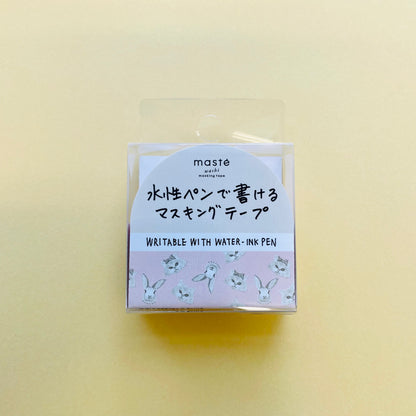 masté
washi
masking tape
水性ペンで書ける
マスキングテープ
WRITABLE WITH WATER-INK PEN